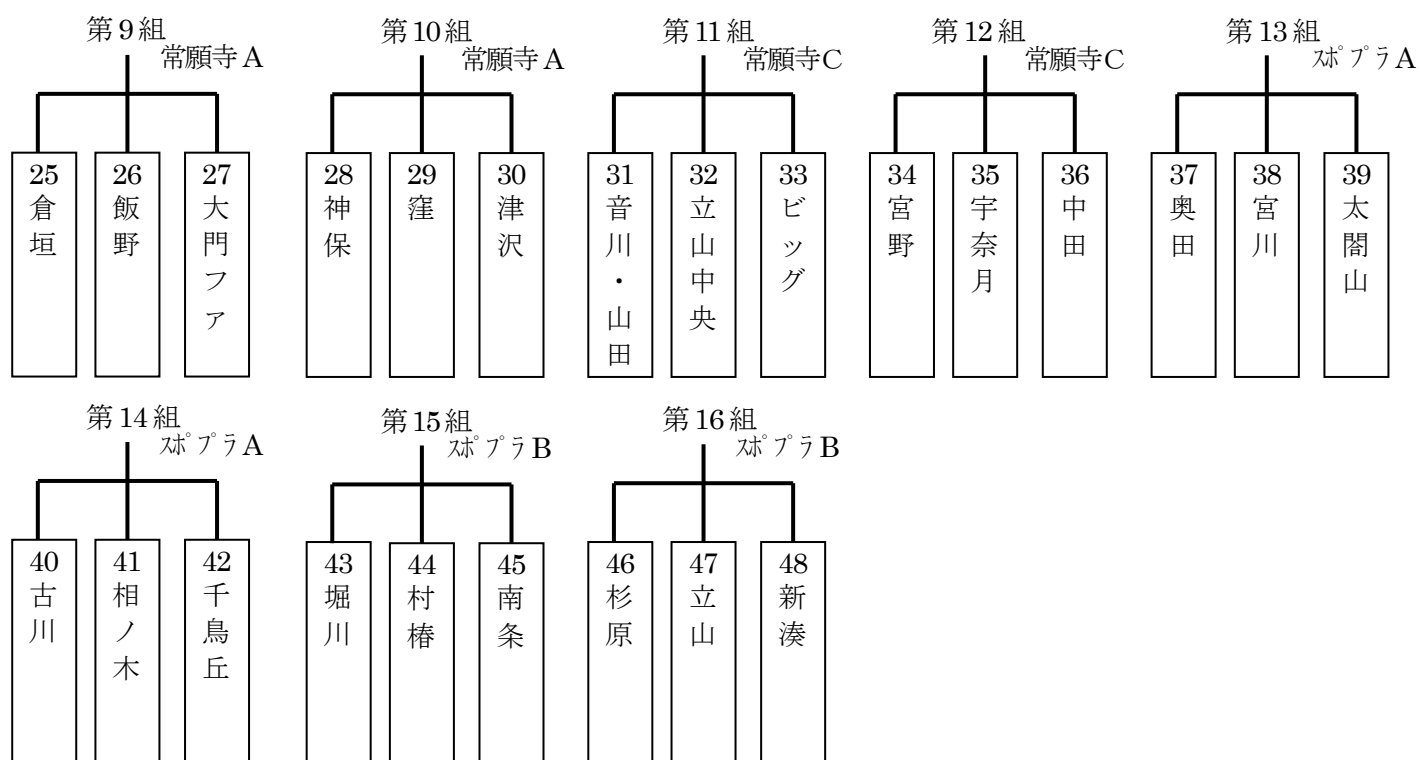 第9組
常願寺A
25
倉垣
26
飯野
27
大門ファ
第10組
常願寺A
28
神保
29
窪
30
津沢
第11組
常願寺C
31
音川・山田
32
立山中央
33
ビッグ
第12組
常願寺C
34
宮野
35
宇奈月
36
中田
第13組
スポプラA
37
奥田
38
宮川
39
太閤山
第14組
スポプラA
40
古川
41
相ノ木
42
千鳥丘
第15組
スポプラB
43
堀川
44
村椿
45
南条
第16組
スポプラB
46
杉原
47
立山
48
新湊